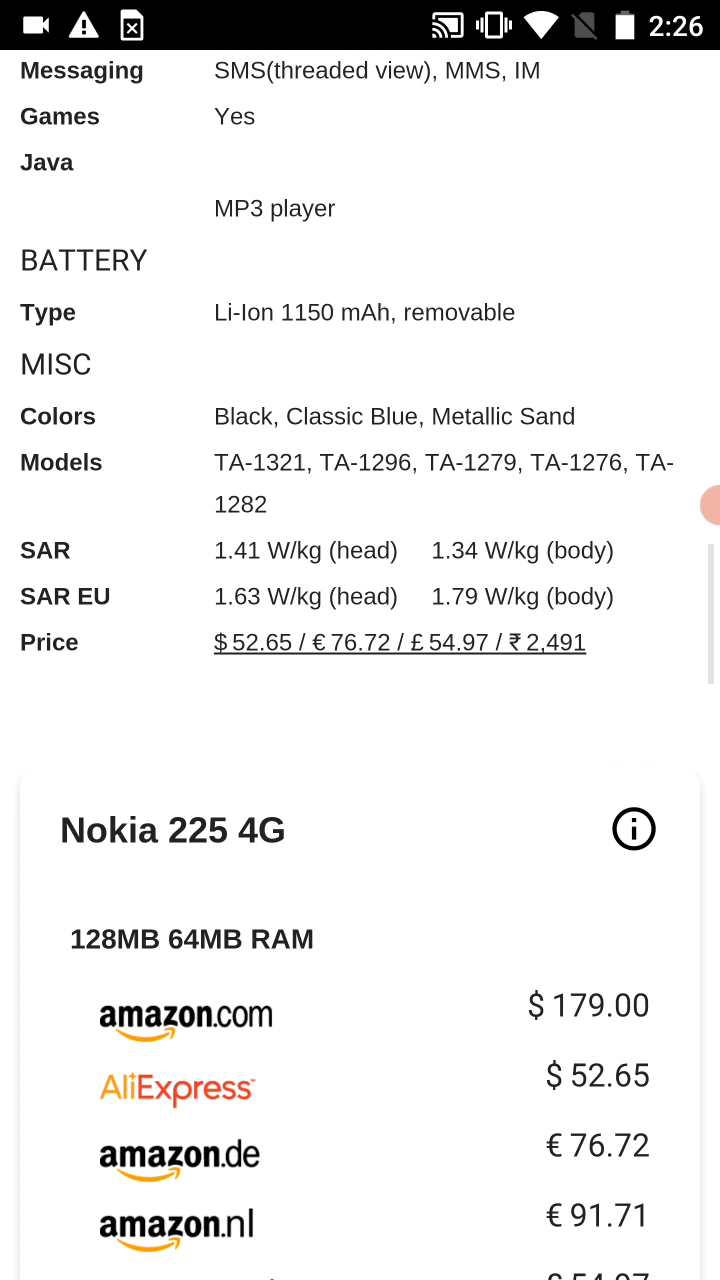 2:26
Messaging SMS(threaded view), MMS, IM
Games Yes
Java
MP3 player
BATTERY
Type Li-Ion 1150 mAh, removable
MISC
Colors Black, Classic Blue, Metallic Sand
Models TA-1321, TA-1296, TA-1279, TA-1276, TA-
1282
SAR 1.41 W/kg (head) 1.34 W/kg (body)
SAR EU 1.63 W/kg (head) 1.79 W/kg (body)
Price $ 52.65 / € 76.72 / £ 54.97 / ₹ 2,491
Nokia 225 4G
128MB 64MB RAM
amazon.com $ 179.00
AliExpress $ 52.65
amazon.de € 76.72
amazon.nl € 91.71